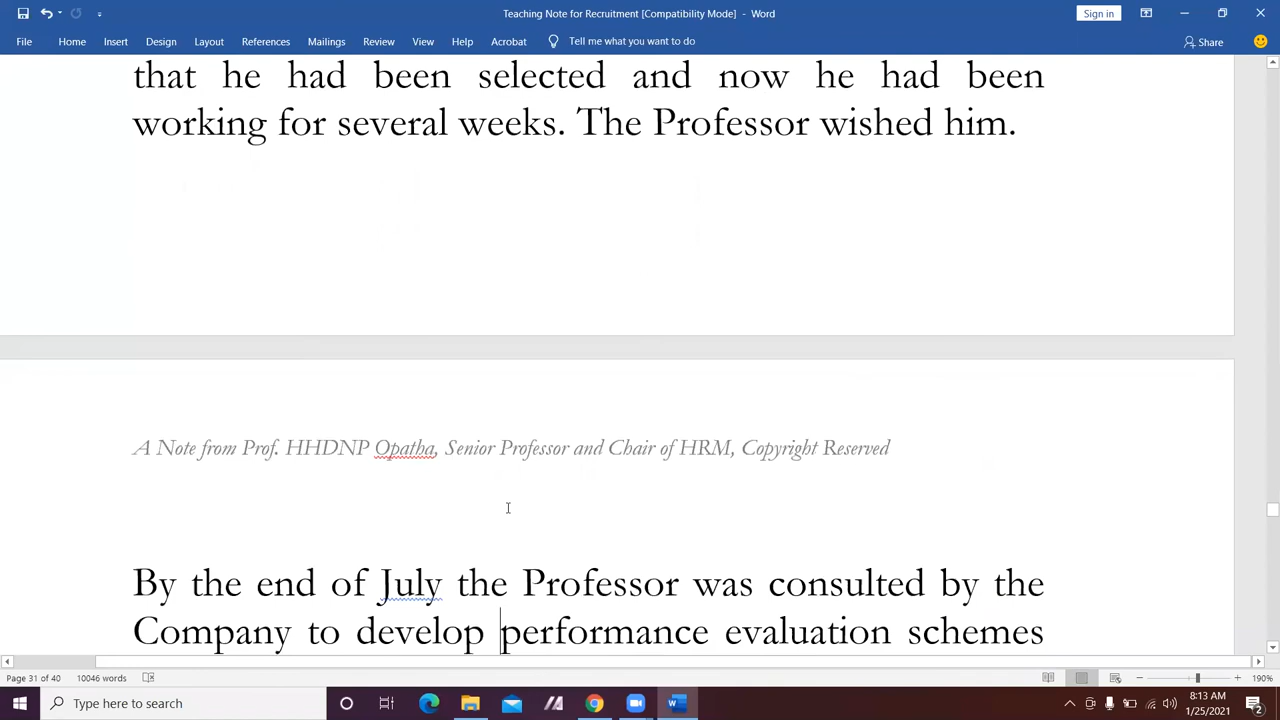 Teaching Note for Recruitment [Compatibility Mode] - Word
Sign in
File Home Insert Design Layout References Mailings Review View Help Acrobat Tell me what you want to do Share
that he had been selected and now he had been
working for several weeks. The Professor wished him.
A Note from Prof. HHDNP Opatha, Senior Professor and Chair of HRM, Copyright Reserved
By the end of July the Professor was consulted by the
Company to develop performance evaluation schemes
Page 31 of 40 10046 words 190%
Type here to search
8:13 AM
1/25/2021
2